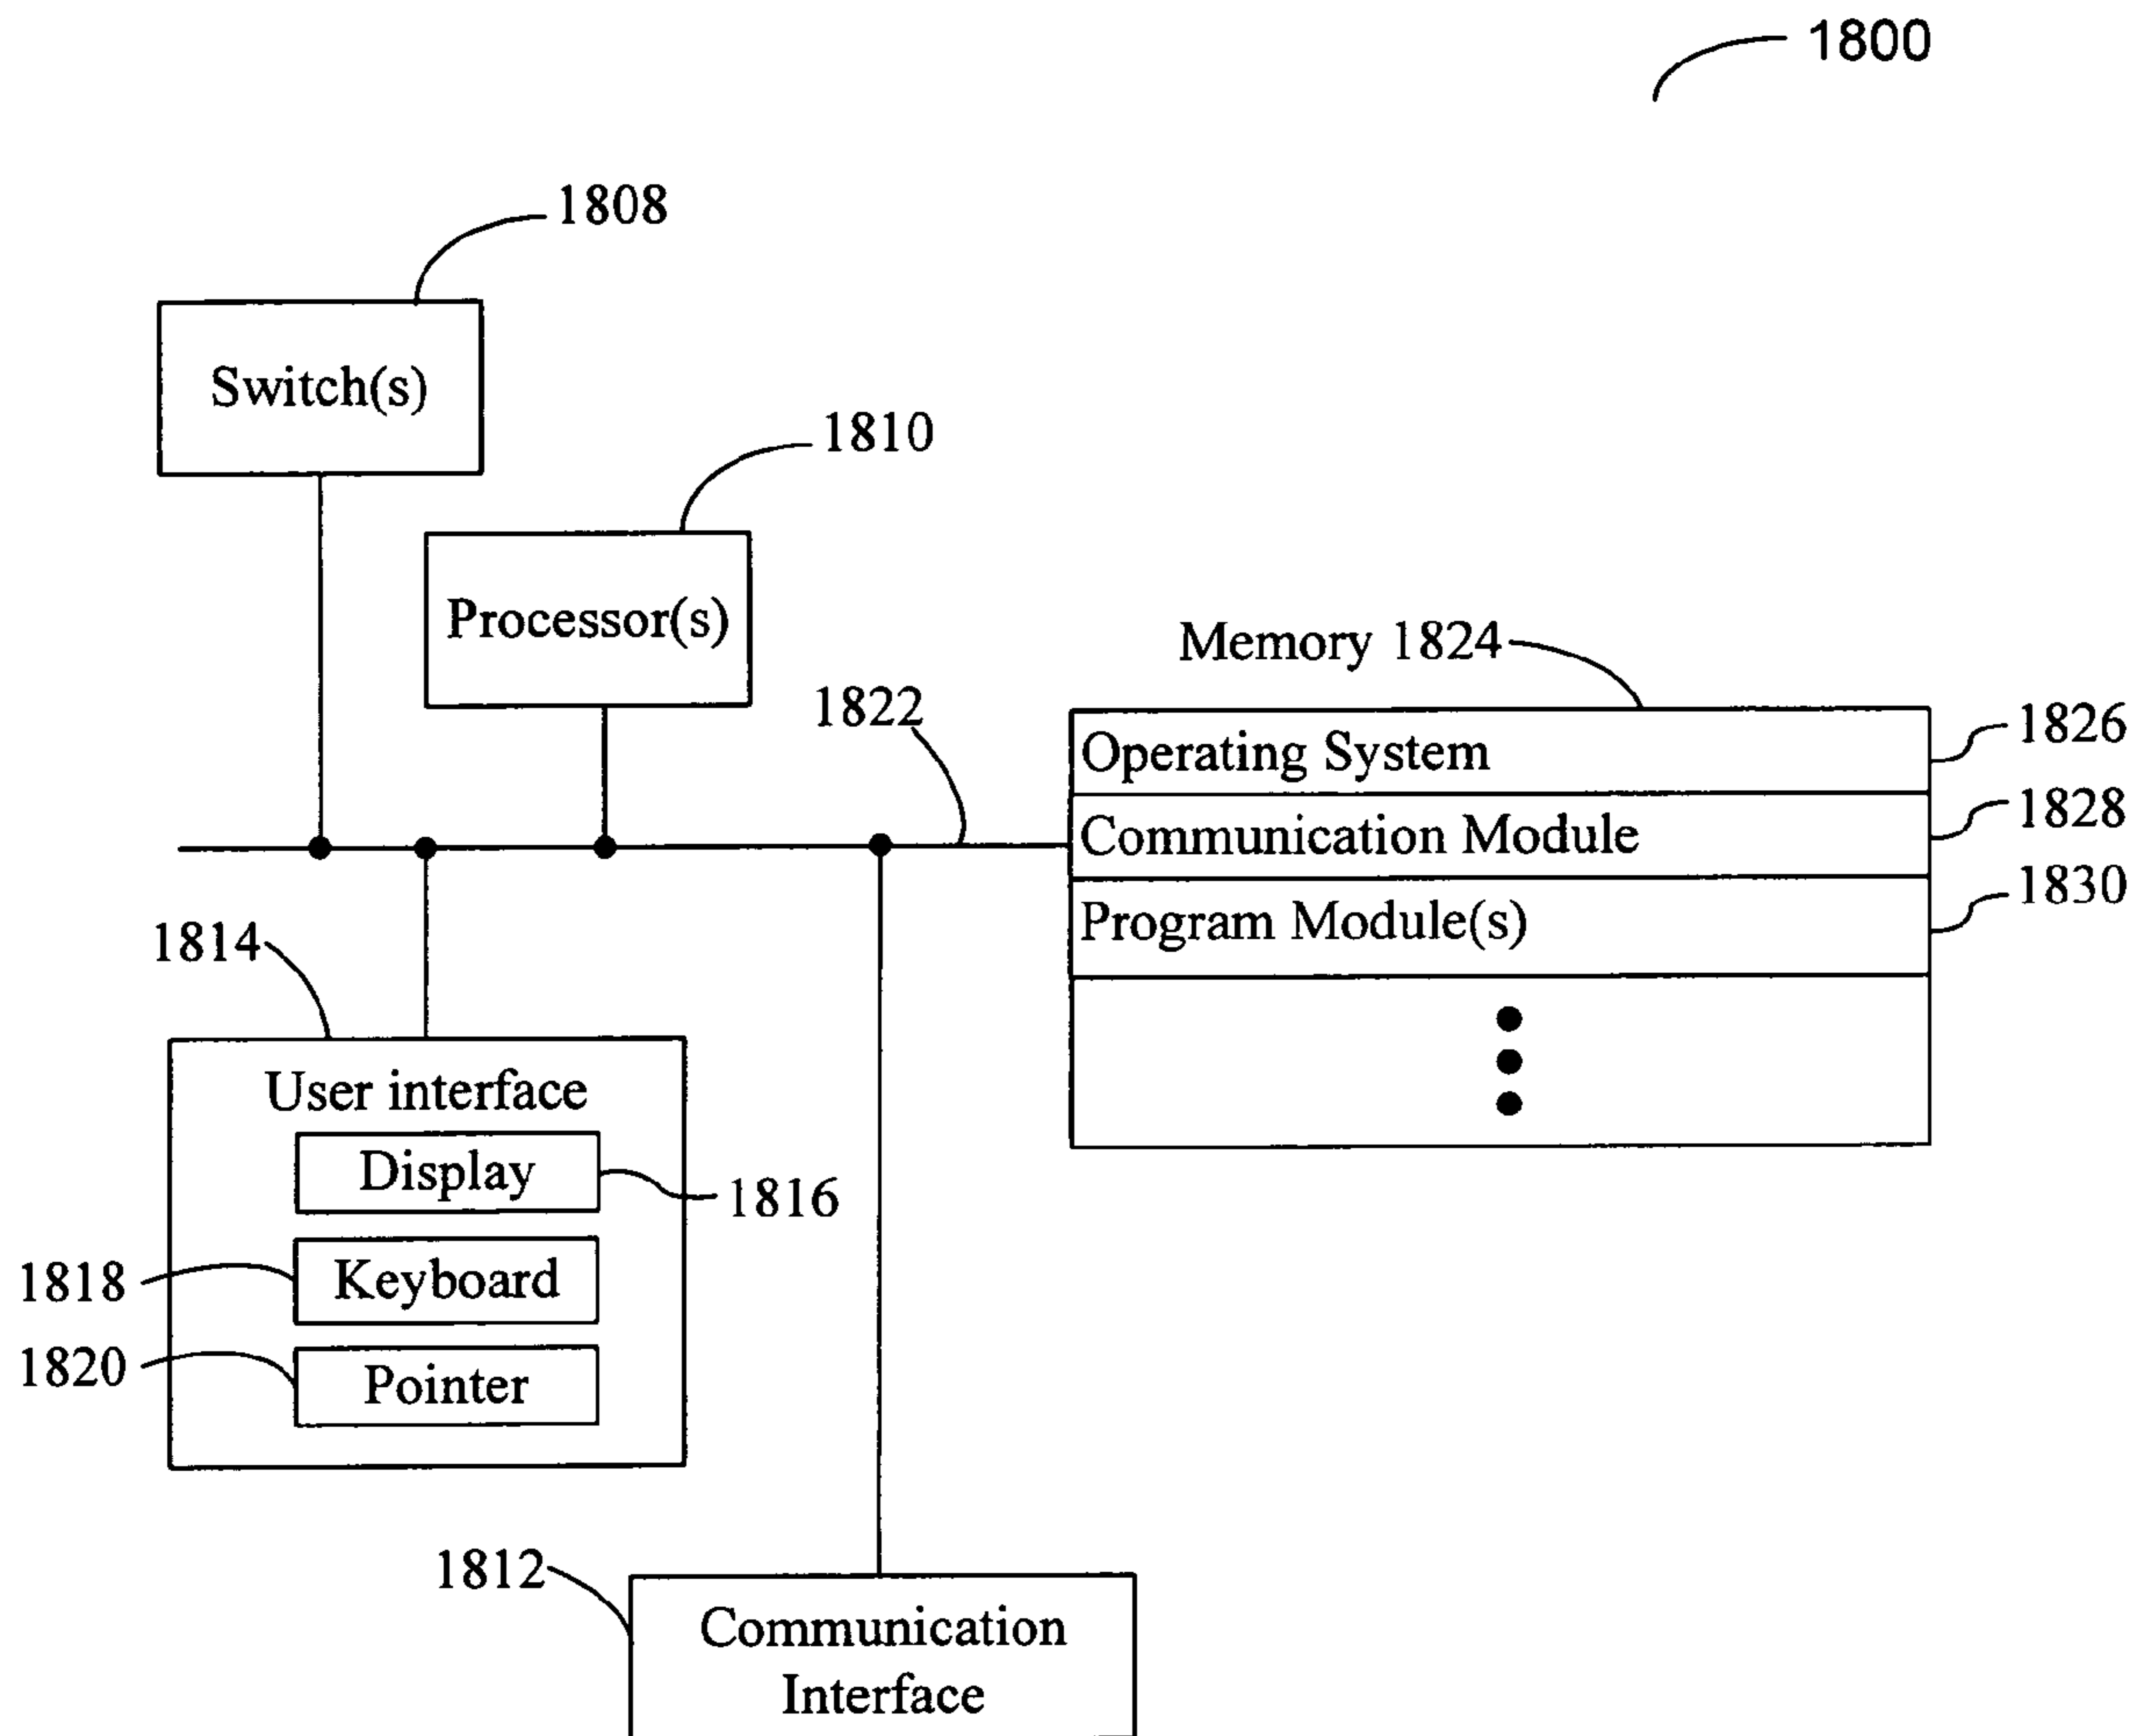 1800
1808
Switch(s)
1810
Processor(s)
Memory 1824
1822
Operating System
1826
Communication Module
1828
Program Module(s)
1830
1814
User interface
Display
1816
1818
Keyboard
1820
Pointer
1812
Communication
Interface